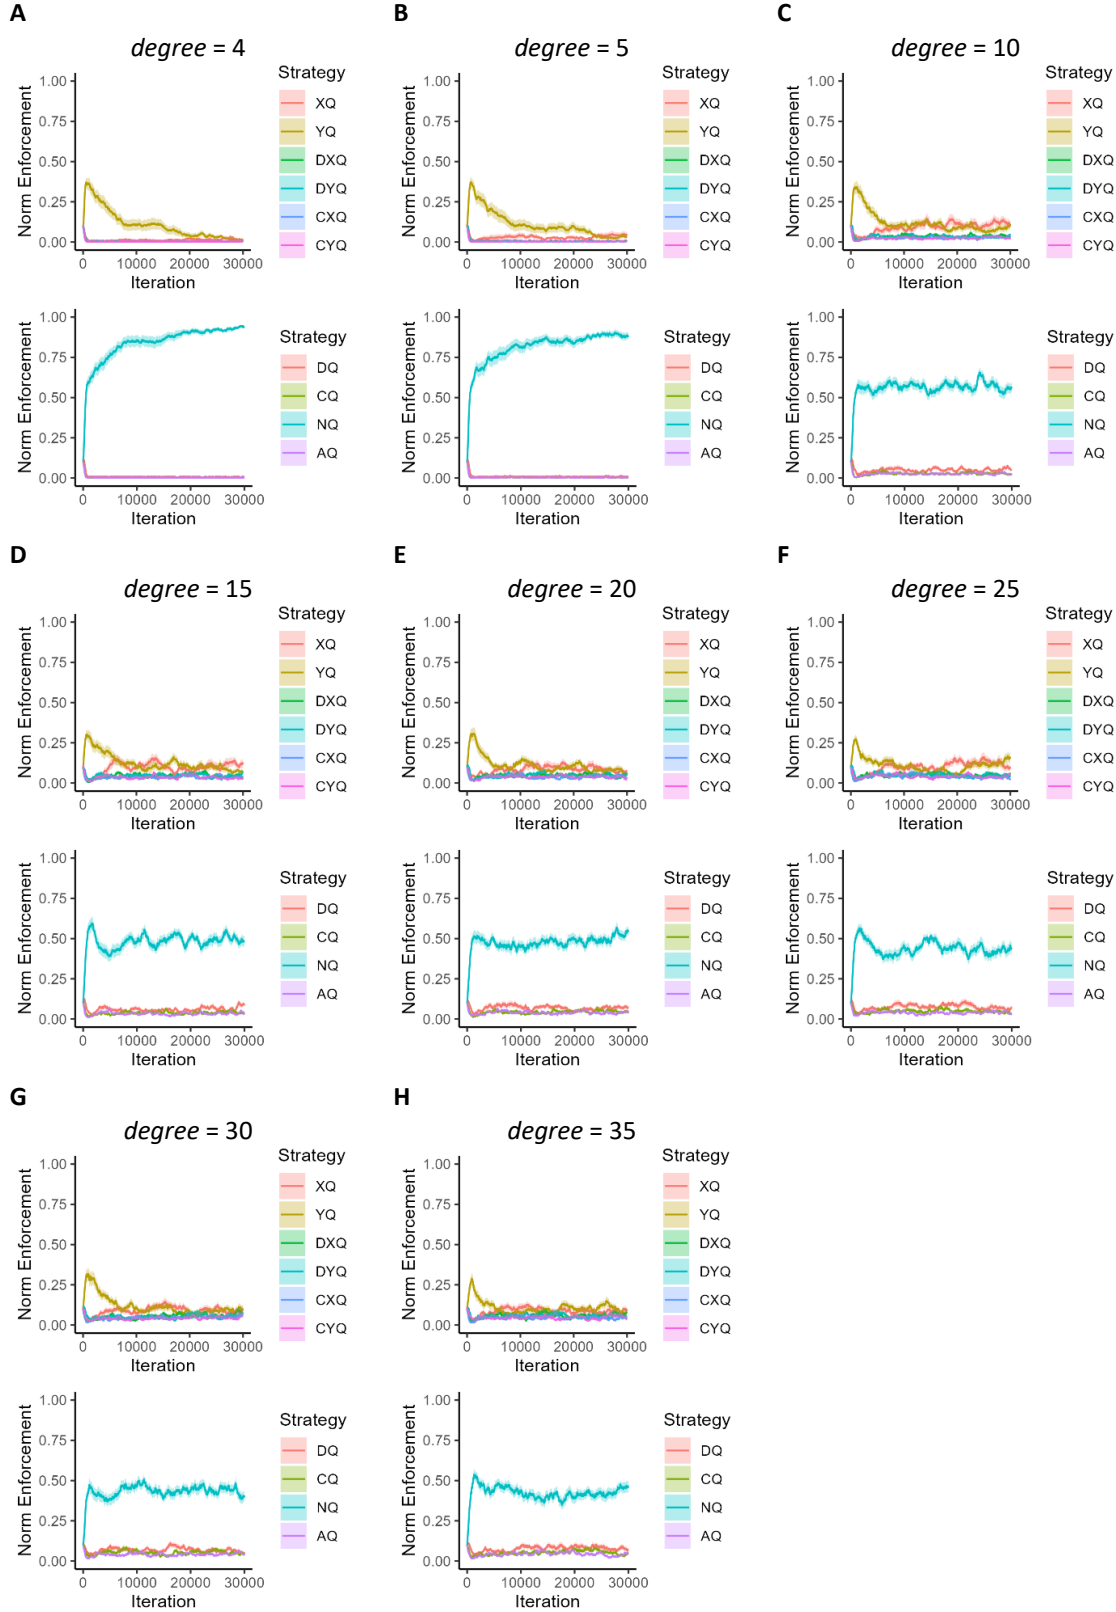 A
degree = 4
Strategy
XQ
YQ
DXQ
DYQ
CXQ
CYQ
Norm Enforcement
1.00
0.75
0.50
0.25
0.00
0 10000 20000 30000
Iteration
Strategy
DQ
CQ
NQ
AQ
Norm Enforcement
1.00
0.75
0.50
0.25
0.00
0 10000 20000 30000
Iteration
B
degree = 5
Strategy
XQ
YQ
DXQ
DYQ
CXQ
CYQ
Norm Enforcement
1.00
0.75
0.50
0.25
0.00
0 10000 20000 30000
Iteration
Strategy
DQ
CQ
NQ
AQ
Norm Enforcement
1.00
0.75
0.50
0.25
0.00
0 10000 20000 30000
Iteration
C
degree = 10
Strategy
XQ
YQ
DXQ
DYQ
CXQ
CYQ
Norm Enforcement
1.00
0.75
0.50
0.25
0.00
0 10000 20000 30000
Iteration
Strategy
DQ
CQ
NQ
AQ
Norm Enforcement
1.00
0.75
0.50
0.25
0.00
0 10000 20000 30000
Iteration
D
degree = 15
Strategy
XQ
YQ
DXQ
DYQ
CXQ
CYQ
Norm Enforcement
1.00
0.75
0.50
0.25
0.00
0 10000 20000 30000
Iteration
Strategy
DQ
CQ
NQ
AQ
Norm Enforcement
1.00
0.75
0.50
0.25
0.00
0 10000 20000 30000
Iteration
E
degree = 20
Strategy
XQ
YQ
DXQ
DYQ
CXQ
CYQ
Norm Enforcement
1.00
0.75
0.50
0.25
0.00
0 10000 20000 30000
Iteration
Strategy
DQ
CQ
NQ
AQ
Norm Enforcement
1.00
0.75
0.50
0.25
0.00
0 10000 20000 30000
Iteration
F
degree = 25
Strategy
XQ
YQ
DXQ
DYQ
CXQ
CYQ
Norm Enforcement
1.00
0.75
0.50
0.25
0.00
0 10000 20000 30000
Iteration
Strategy
DQ
CQ
NQ
AQ
Norm Enforcement
1.00
0.75
0.50
0.25
0.00
0 10000 20000 30000
Iteration
G
degree = 30
Strategy
XQ
YQ
DXQ
DYQ
CXQ
CYQ
Norm Enforcement
1.00
0.75
0.50
0.25
0.00
0 10000 20000 30000
Iteration
Strategy
DQ
CQ
NQ
AQ
Norm Enforcement
1.00
0.75
0.50
0.25
0.00
0 10000 20000 30000
Iteration
H
degree = 35
Strategy
XQ
YQ
DXQ
DYQ
CXQ
CYQ
Norm Enforcement
1.00
0.75
0.50
0.25
0.00
0 10000 20000 30000
Iteration
Strategy
DQ
CQ
NQ
AQ
Norm Enforcement
1.00
0.75
0.50
0.25
0.00
0 10000 20000 30000
Iteration